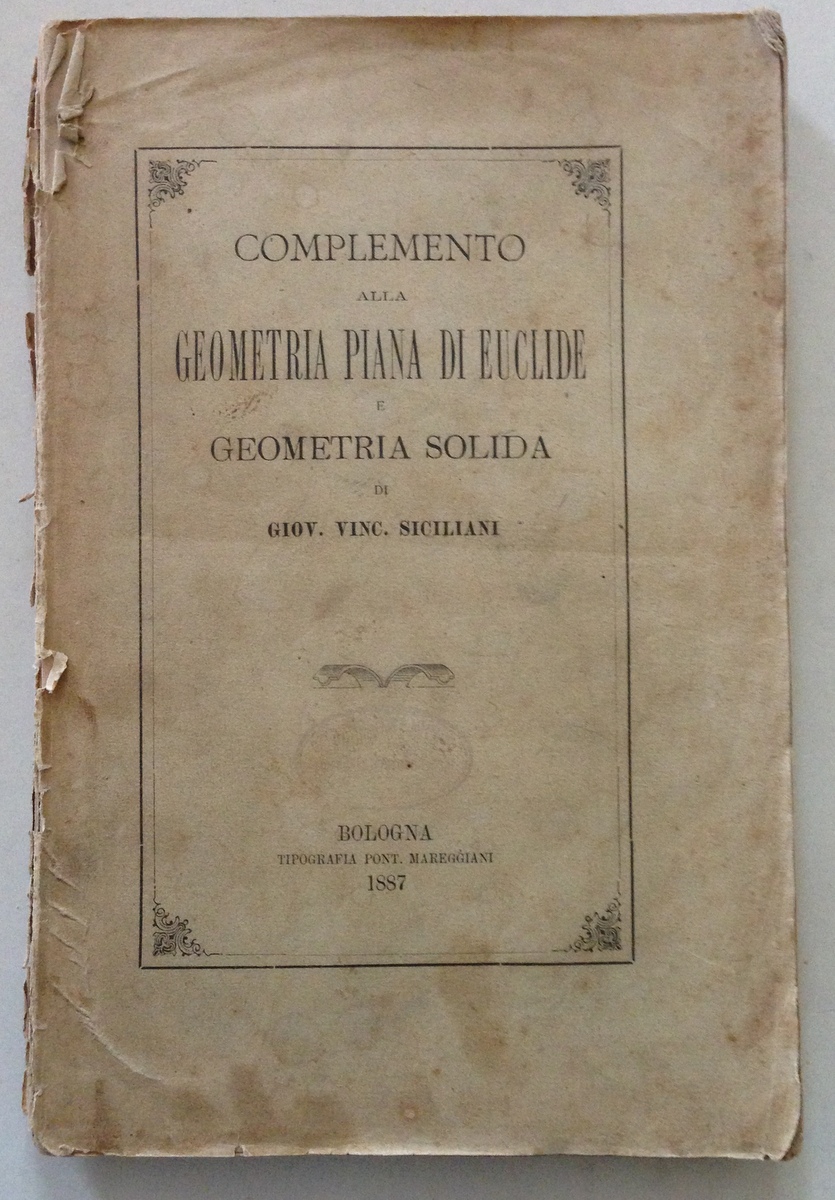 COMPLEMENTO
ALLA
GEOMETRIA PIANA DI EUCLIDE
E
GEOMETRIA SOLIDA
DI
GIOV. VINC. SICILIANI
BOLOGNA
TIPOGRAFIA PONT. MAREGGIANI
1887